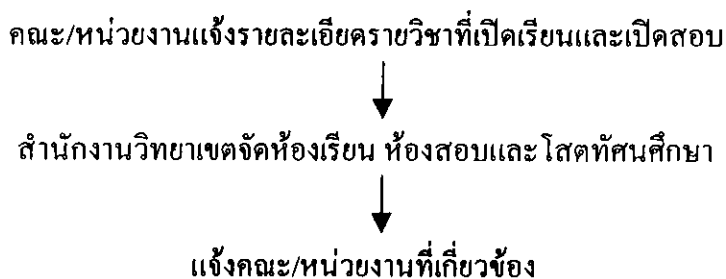 คณะ/หน่วยงานแจ้งรายละเอียดรายวิชาที่เปิดเรียนและเปิดสอบ
สำนักงานวิทยาเขตจัดห้องเรียน ห้องสอบและโสตทัศนศึกษา
แจ้งคณะ/หน่วยงานที่เกี่ยวข้อง